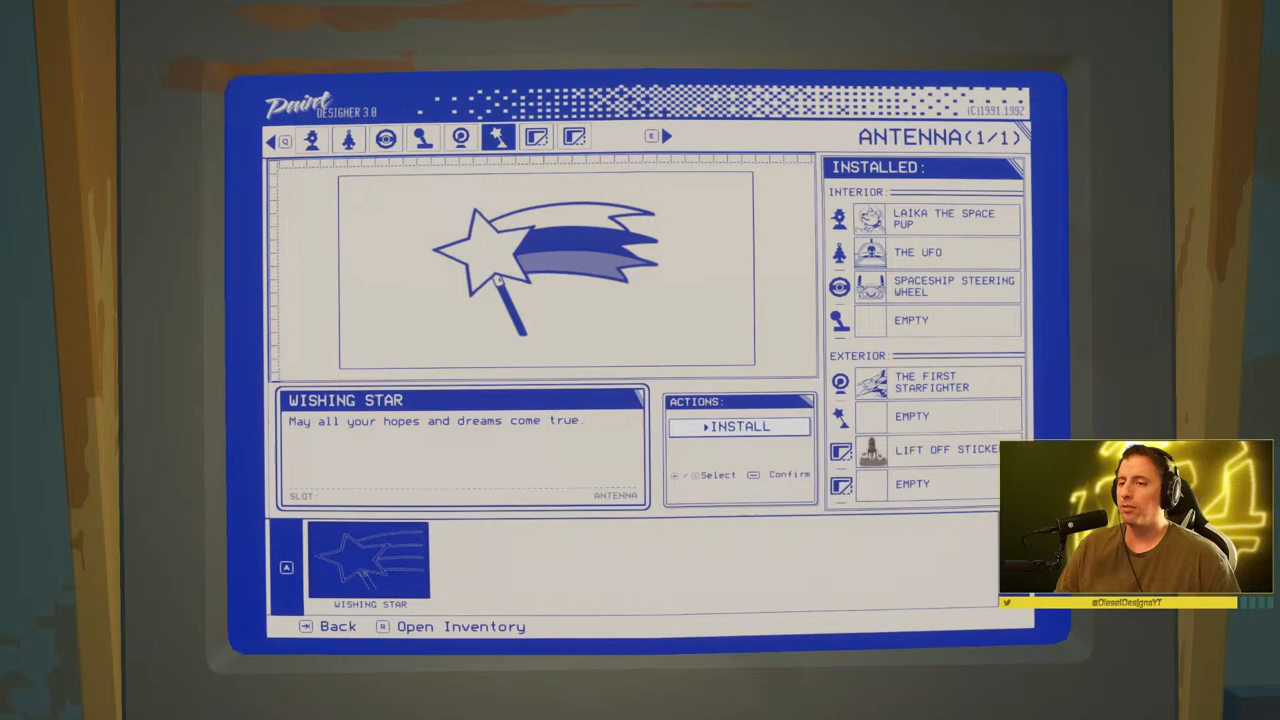 Paint
DESIGNER 3.0
(C)1991.1992
Q
E
ANTENNA(1/1)
INSTALLED:
INTERIOR:
LAIKA THE SPACE
PUP
THE UFO
SPACESHIP STEERING
WHEEL
EMPTY
EXTERIOR:
THE FIRST
STARFIGHTER
EMPTY
LIFT OFF STICKE
EMPTY
WISHING STAR
May all your hopes and dreams come true.
SLOT:
ANTENNA
ACTIONS:
INSTALL
Select
Confirm
A
WISHING STAR
Back
R
Open Inventory
@DieselDesignsYT